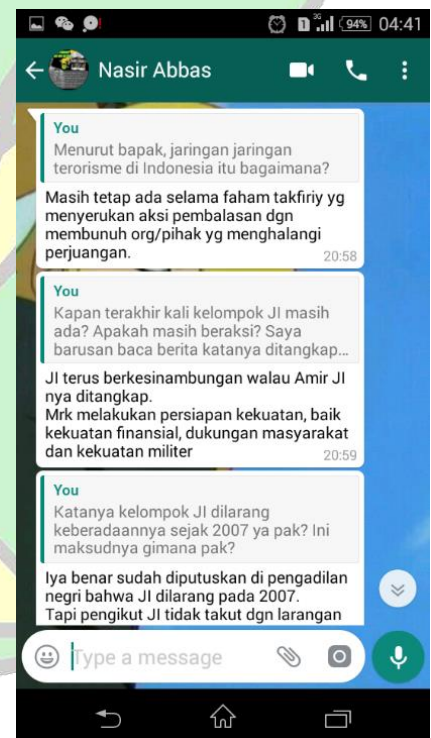 3G
1
94%
04:41
Nasir Abbas
You
Menurut bapak, jaringan jaringan
terorisme di Indonesia itu bagaimana?
Masih tetap ada selama faham takfiriy yg
menyerukan aksi pembalasan dgn
membunuh org/pihak yg menghalangi
perjuangan.
20:58
You
Kapan terakhir kali kelompok JI masih
ada? Apakah masih beraksi? Saya
barusan baca berita katanya ditangkap...
JI terus berkesinambungan walau Amir JI
nya ditangkap.
Mrk melakukan persiapan kekuatan, baik
kekuatan finansial, dukungan masyarakat
dan kekuatan militer
20:59
You
Katanya kelompok JI dilarang
keberadaannya sejak 2007 ya pak? Ini
maksudnya gimana pak?
Iya benar sudah diputuskan di pengadilan
negri bahwa JI dilarang pada 2007.
Tapi pengikut JI tidak takut dgn larangan
Type a message